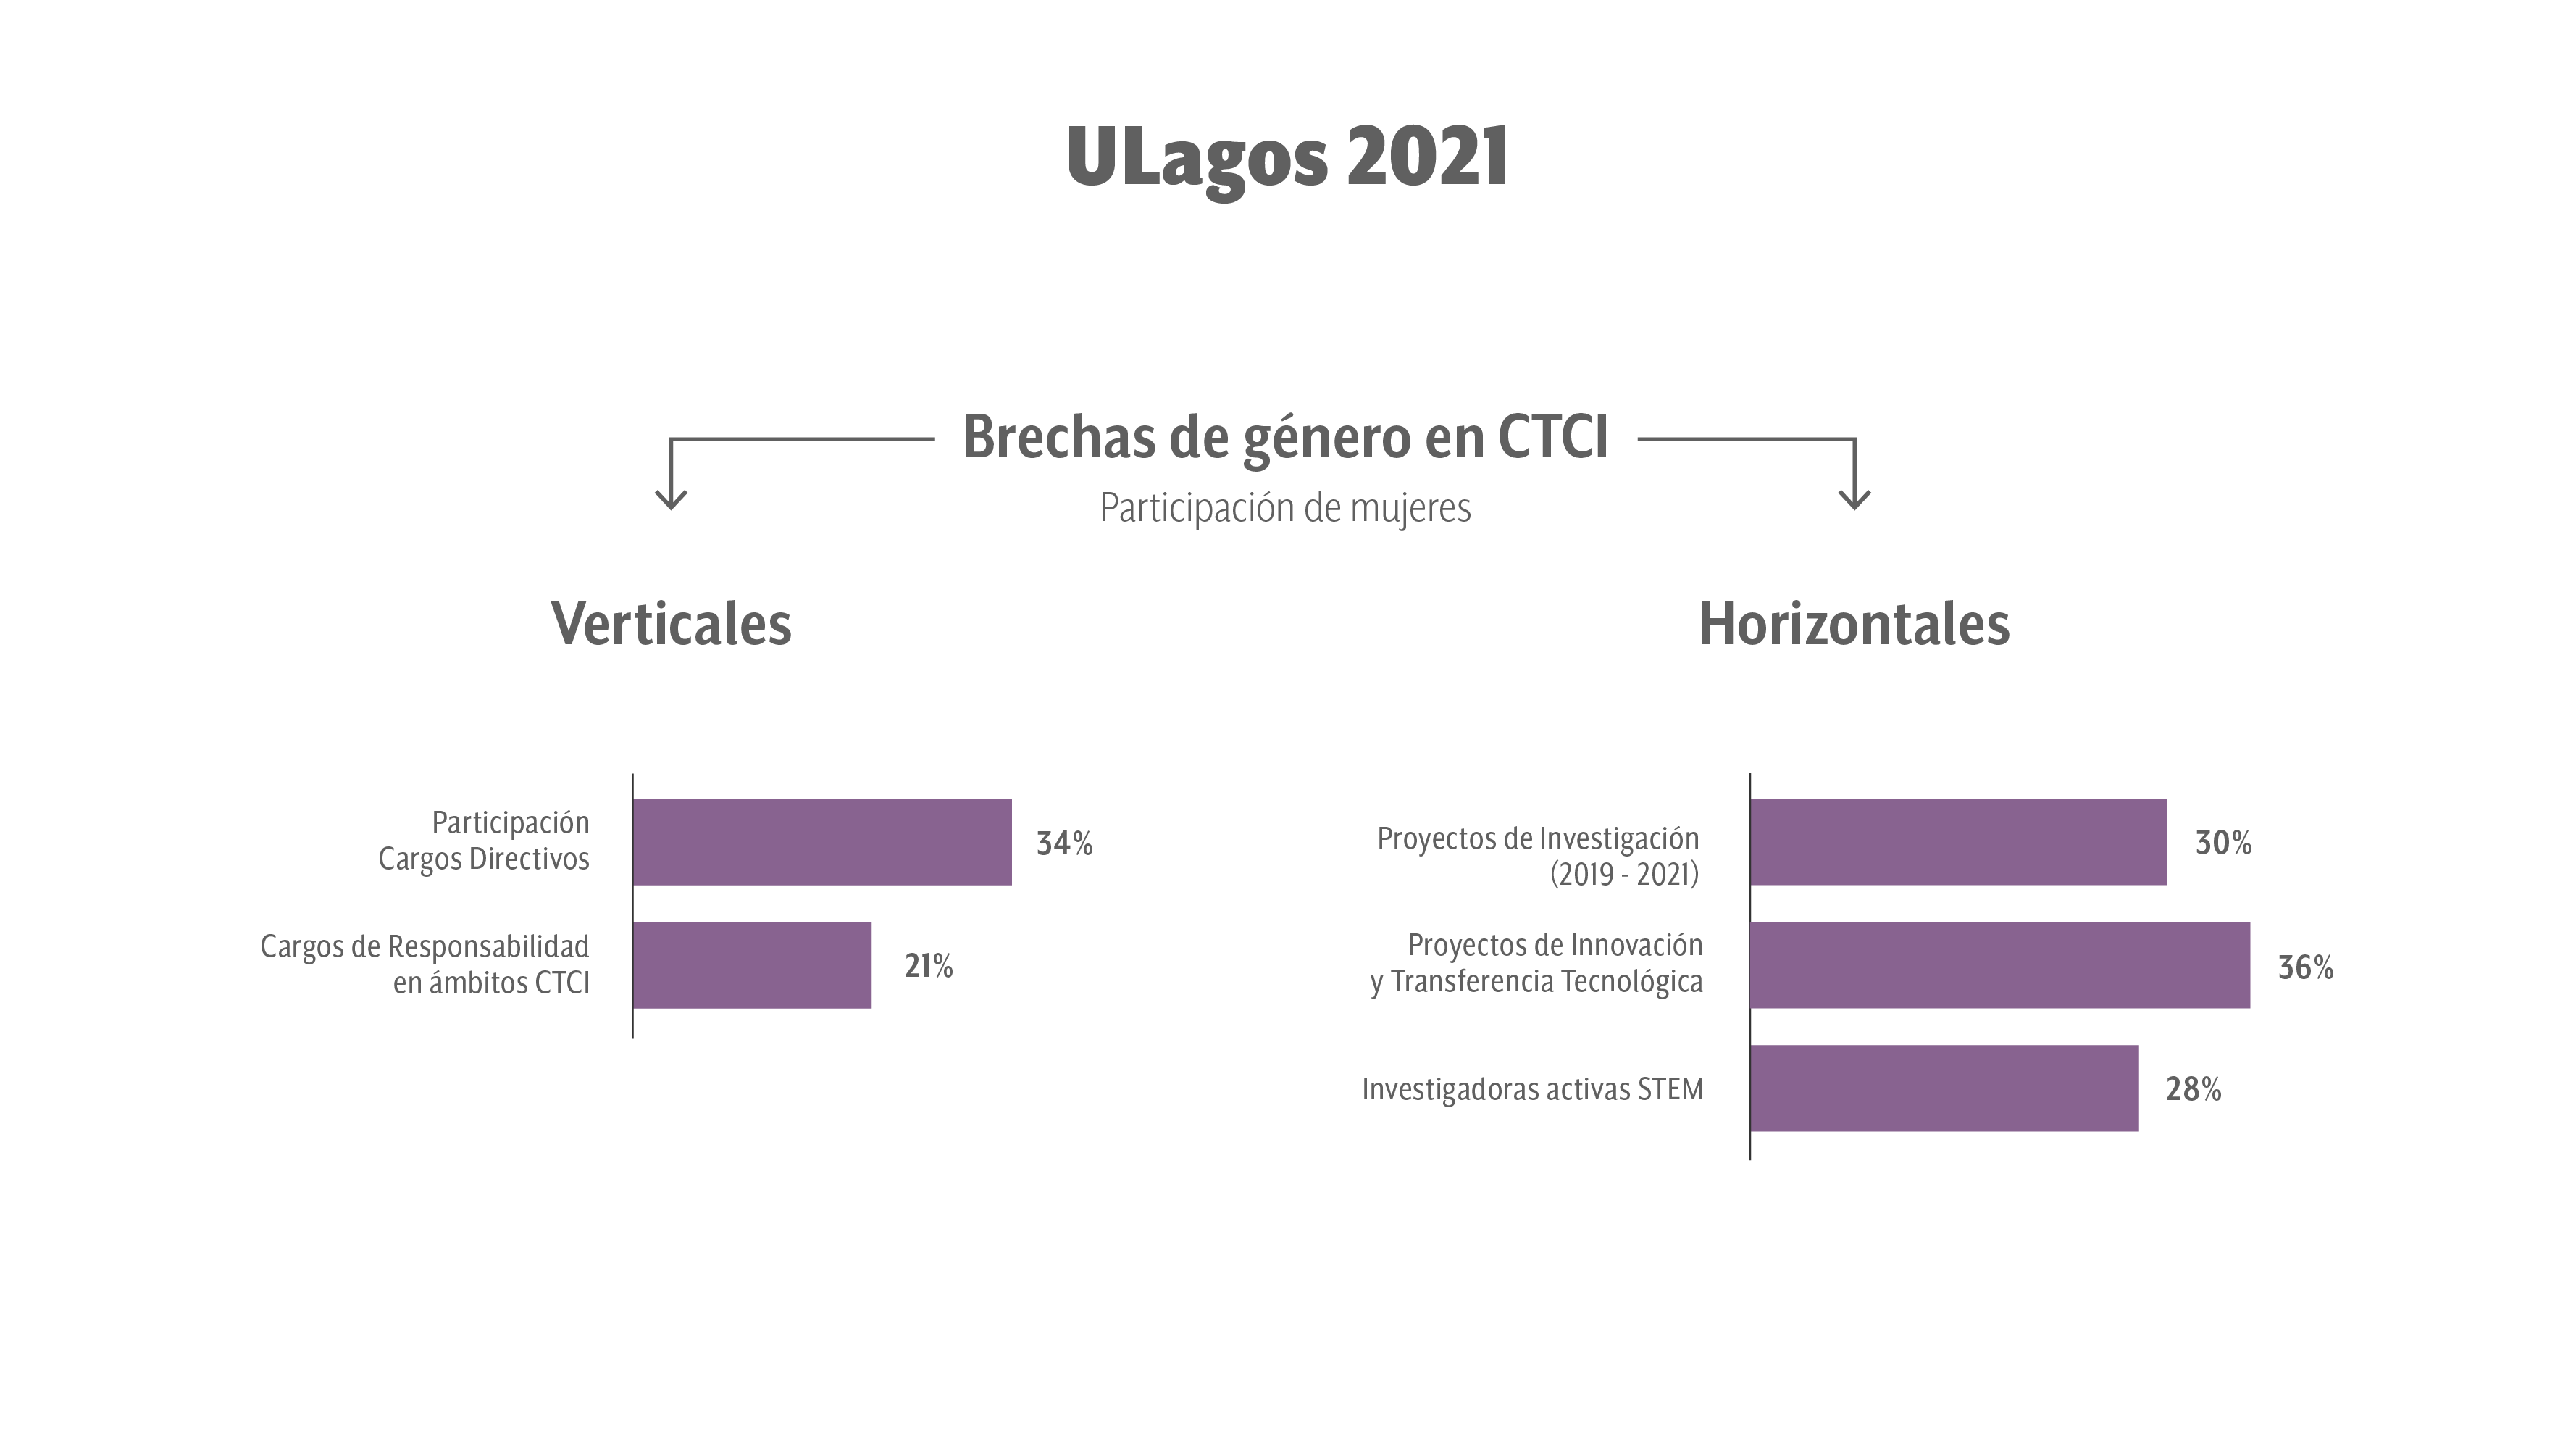 ULagos 2021
Brechas de género en CTCI
Participación de mujeres
Verticales
Participación
Cargos Directivos
34%
Cargos de Responsabilidad
en ámbitos CTCI
21%
Horizontales
Proyectos de Investigación
(2019 - 2021)
30%
Proyectos de Innovación
y Transferencia Tecnológica
36%
Investigadoras activas STEM
28%